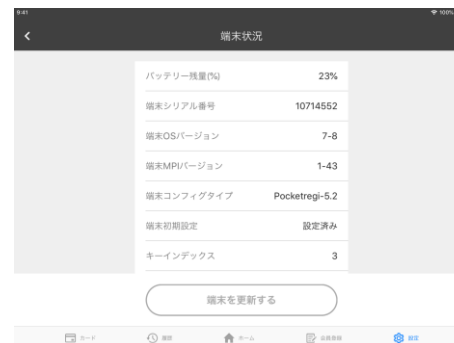 9:41
100%
端末状況
バッテリー残量(%) 23%
端末シリアル番号 10714552
端末OSバージョン 7-8
端末MPIバージョン 1-43
端末コンフィグタイプ Pocketregi-5.2
端末初期設定 設定済み
キーインデックス 3
端末を更新する
カード 履歴 ホーム 会員登録 設定